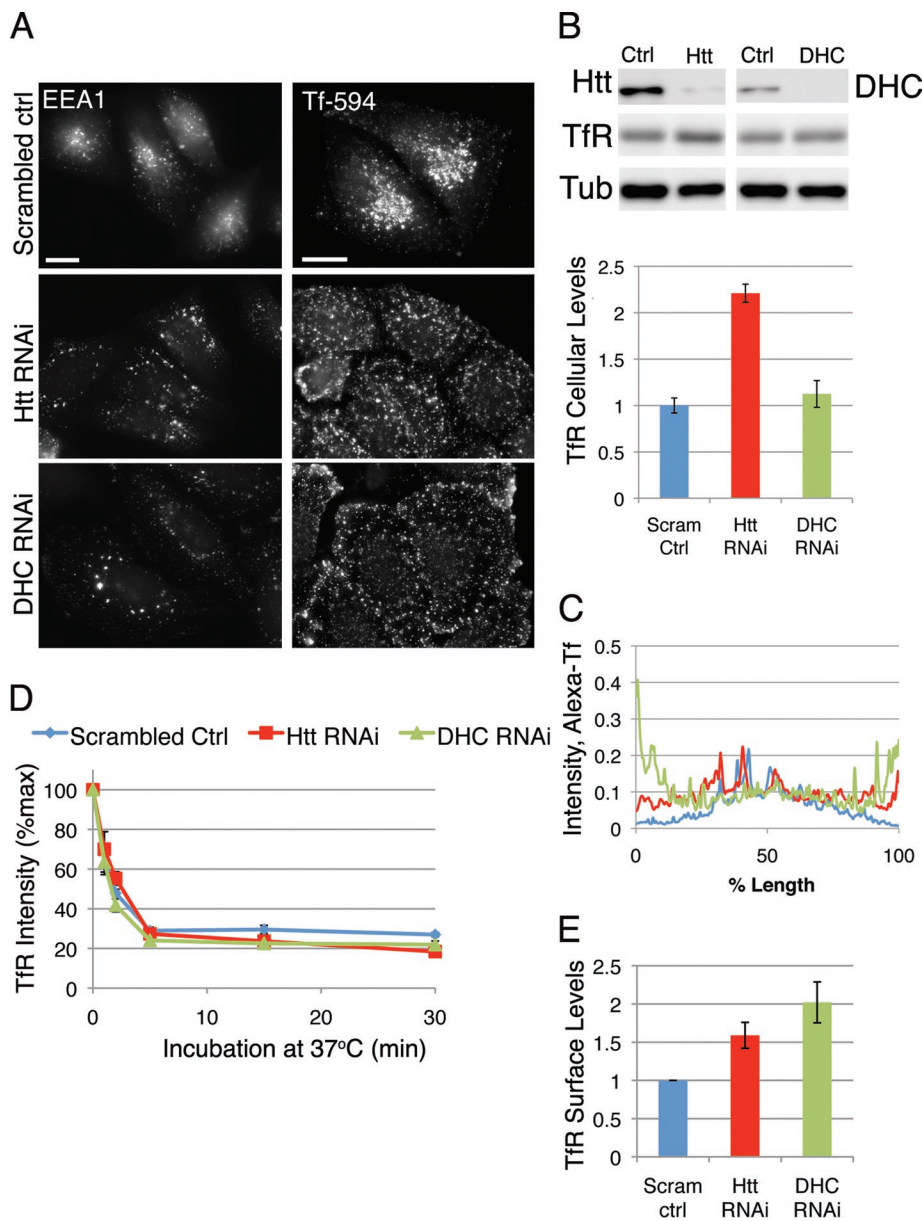 A
EEA1
Tf-594
Scrambled ctrl
Htt RNAi
DHC RNAi
B
Ctrl Htt Ctrl DHC
Htt DHC
TfR
Tub
TfR Cellular Levels
2.5
2
1.5
1
0.5
0
Scram Htt DHC
Ctrl RNAi RNAi
C
Intensity, Alexa-Tf
0.5
0.4
0.3
0.2
0.1
0
0 50 100
% Length
D
Scrambled Ctrl Htt RNAi DHC RNAi
TfR Intensity (%max)
100
80
60
40
20
0
0 10 20 30
Incubation at 37°C (min)
E
TfR Surface Levels
2.5
2
1.5
1
0.5
0
Scram Htt DHC
ctrl RNAi RNAi